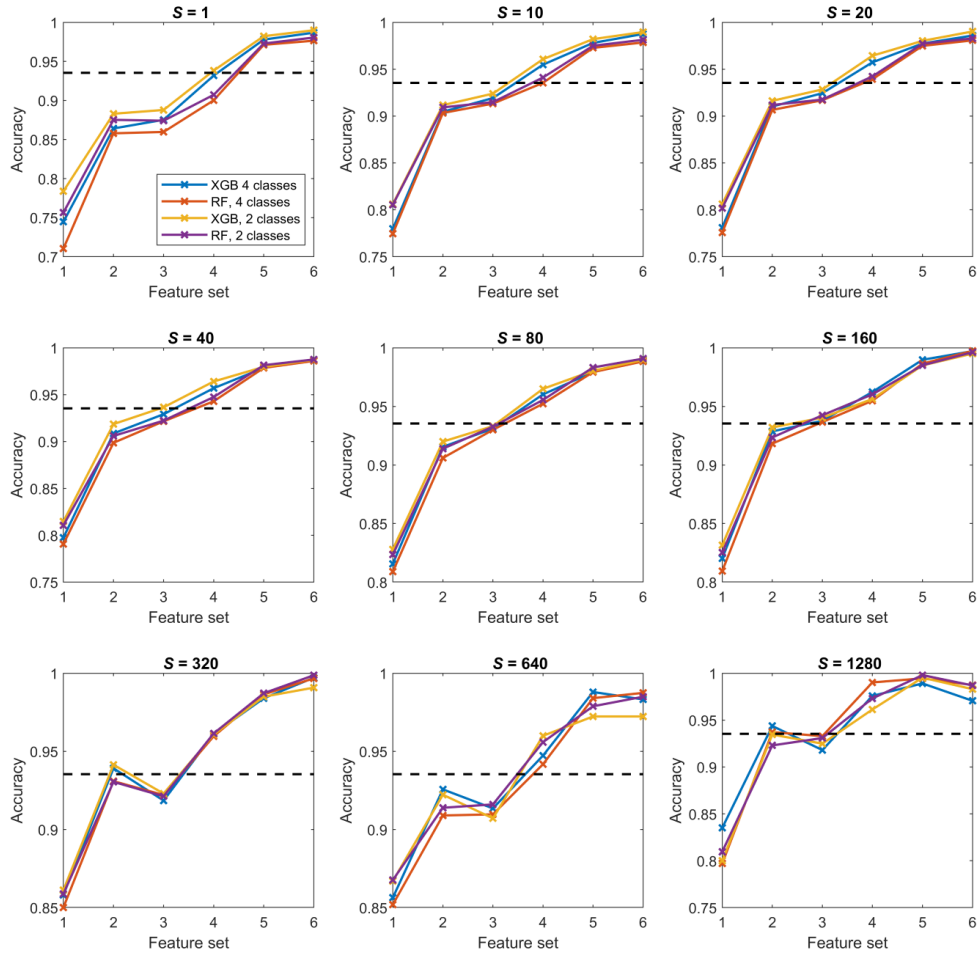 S = 1
1
0.95
0.9
0.85
0.8
0.75
0.7
Accuracy
XGB 4 classes
RF, 4 classes
XGB, 2 classes
RF, 2 classes
1 2 3 4 5 6
Feature set
S = 10
1
0.95
0.9
0.85
0.8
0.75
Accuracy
1 2 3 4 5 6
Feature set
S = 20
1
0.95
0.9
0.85
0.8
0.75
Accuracy
1 2 3 4 5 6
Feature set
S = 40
1
0.95
0.9
0.85
0.8
0.75
Accuracy
1 2 3 4 5 6
Feature set
S = 80
1
0.95
0.9
0.85
0.8
Accuracy
1 2 3 4 5 6
Feature set
S = 160
1
0.95
0.9
0.85
0.8
Accuracy
1 2 3 4 5 6
Feature set
S = 320
1
0.95
0.9
0.85
Accuracy
1 2 3 4 5 6
Feature set
S = 640
1
0.95
0.9
0.85
Accuracy
1 2 3 4 5 6
Feature set
S = 1280
1
0.95
0.9
0.85
0.8
0.75
Accuracy
1 2 3 4 5 6
Feature set